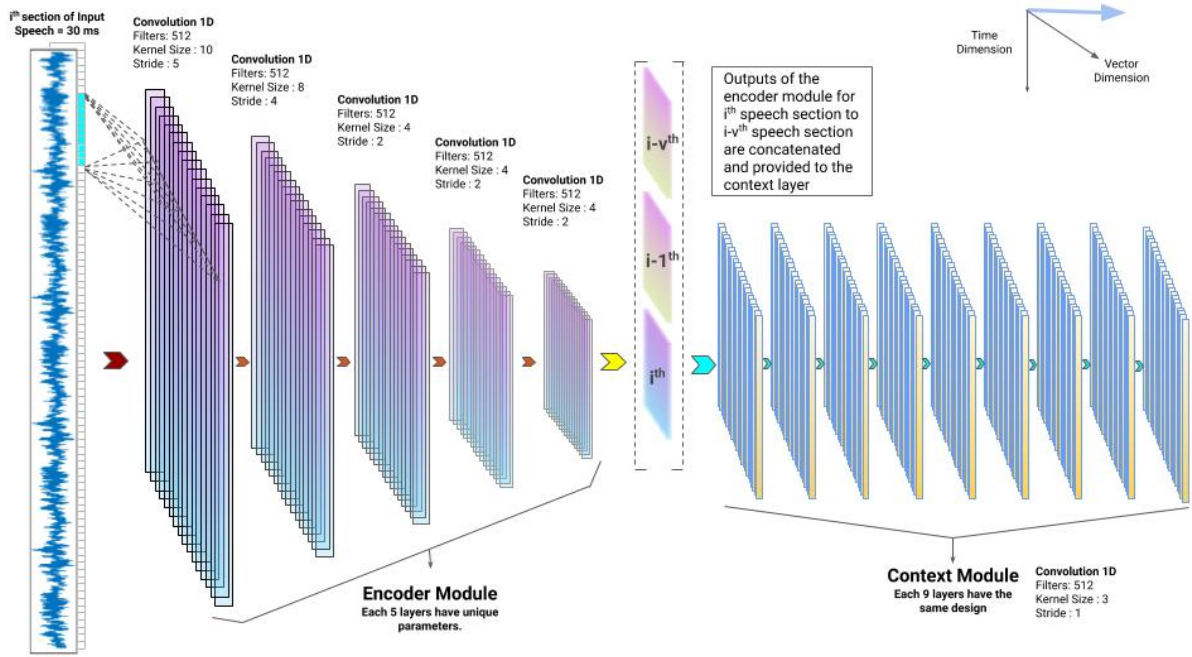 iᵗʰ section of Input
Speech = 30 ms
Convolution 1D
Filters: 512
Kernel Size : 10
Stride : 5
Convolution 1D
Filters: 512
Kernel Size : 8
Stride : 4
Convolution 1D
Filters: 512
Kernel Size : 4
Stride : 2
Convolution 1D
Filters: 512
Kernel Size : 4
Stride : 2
Convolution 1D
Filters: 512
Kernel Size : 4
Stride : 2
i-vᵗʰ
i-1ᵗʰ
iᵗʰ
Outputs of the
encoder module for
iᵗʰ speech section to
i-vᵗʰ speech section
are concatenated
and provided to the
context layer
Time
Dimension
Vector
Dimension
Encoder Module
Each 5 layers have unique
parameters.
Context Module
Each 9 layers have the
same design
Convolution 1D
Filters: 512
Kernel Size : 3
Stride : 1